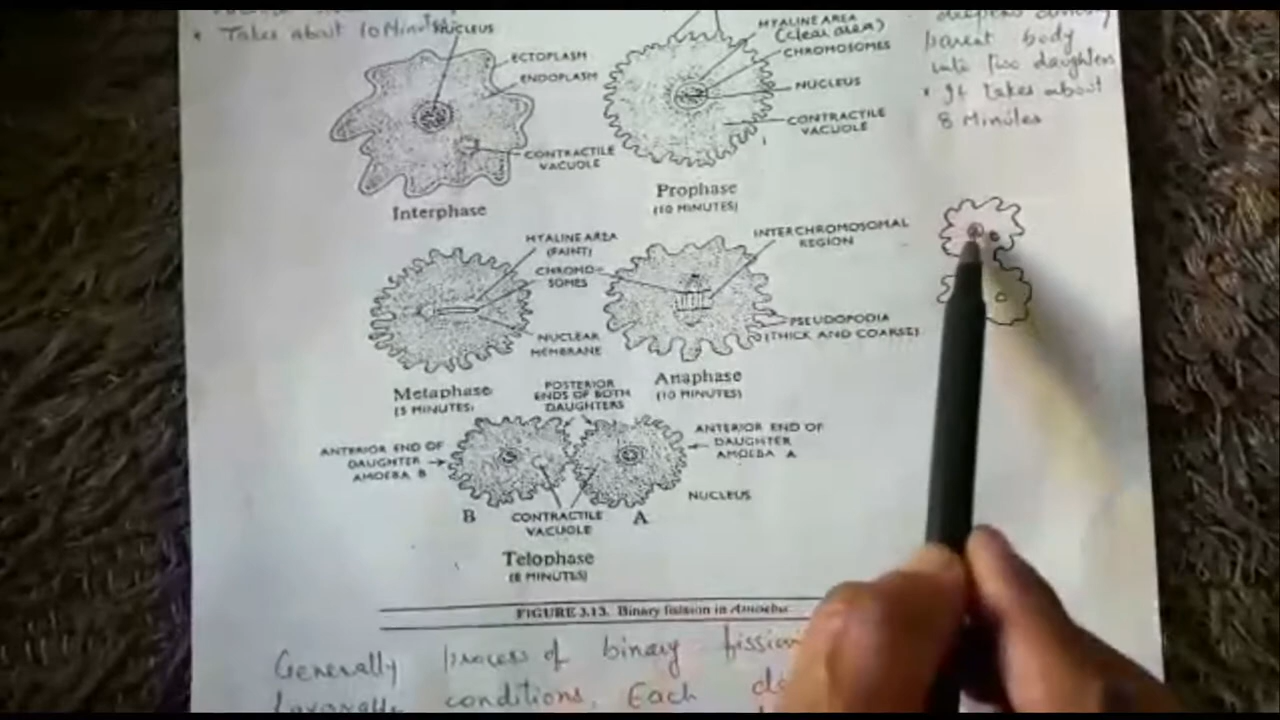 * Takes about 10 Minutes
NUCLEUS
ECTOPLASM
ENDOPLASM
CONTRACTILE
VACUOLE
Interphase
HYALINE AREA
(clear area)
CHROMOSOMES
NUCLEUS
CONTRACTILE
VACUOLE
Prophase
(10 MINUTES)
parent body
into two daughters
* It takes about
8 Minutes
HYALINE AREA
(FAINT)
CHROMO-
SOMES
NUCLEAR
MEMBRANE
Metaphase
(5 MINUTES)
INTERCHROMOSOMAL
REGION
PSEUDOPODIA
(THICK AND COARSE)
Anaphase
(10 MINUTES)
POSTERIOR
ENDS OF BOTH
DAUGHTERS
ANTERIOR END OF
DAUGHTER
AMOEBA B
ANTERIOR END OF
DAUGHTER
AMOEBA A
NUCLEUS
B
CONTRACTILE
VACUOLE
A
Telophase
(8 MINUTES)
FIGURE 3.13. Binary fission in Amoeba
Generally process of binary fission
favorable conditions. Each